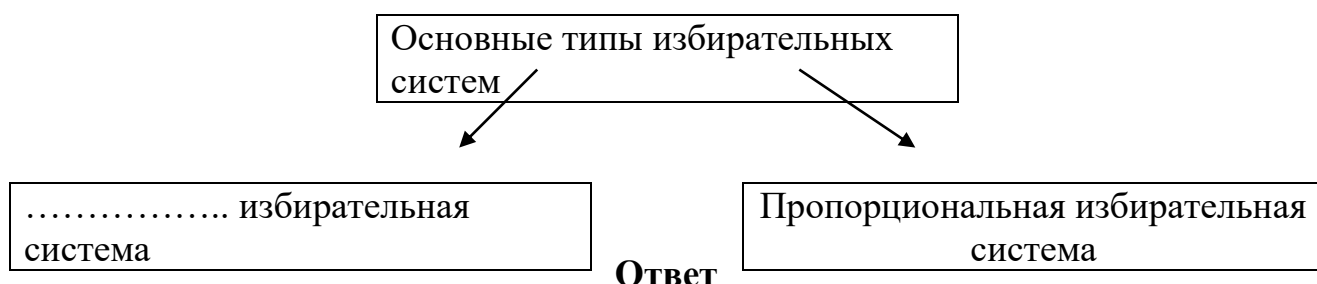 Основные типы избирательных
систем
…………….. избирательная
система
Пропорциональная избирательная
система
Ответ